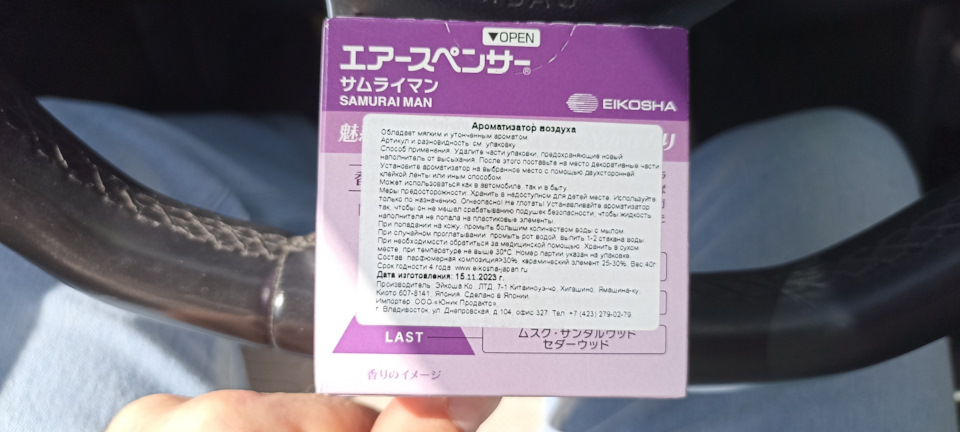 ▼OPEN
エアースペンサー®
サムライマン
SAMURAI MAN
EIKOSHA
魅
り
Ароматизатор воздуха
Обладает мягким и утонченным ароматом
Артикул и разновидность: см. упаковку
Способ применения: Удалите части упаковки, предохраняющие новый
наполнитель от высыхания. После этого поставьте на место декоративные части.
Установите ароматизатор на выбранное место с помощью двухсторонней
клейкой ленты или иным способом.
Может использоваться как в автомобиле, так и в быту.
Меры предосторожности: Хранить в недоступном для детей месте. Используйте
только по назначению. Огнеопасно! Не глотать! Устанавливайте ароматизатор
так, чтобы он не мешал срабатыванию подушек безопасности, чтобы жидкость
наполнителя не попала на пластиковые элементы.
При попадании на кожу: промыть большим количеством воды с мылом.
При случайном проглатывании: промыть рот водой, выпить 1-2 стакана воды
При необходимости обратиться за медицинской помощью. Хранить в сухом
месте, при температуре не выше 30°С. Номер партии указан на упаковке.
Состав: парфюмерная композиция>30%, керамический элемент 25-30%. Вес:40г
Срок годности 4 года. www.eikosha-japan.ru
Дата изготовления: 15.11.2023 г.
Производитель: Эйкоша Ко., ЛТД, 7-1 Китаиноуэ-чо, Хигашино, Ямашина-ку,
Киото 607-8141, Япония. Сделано в Японии.
Импортер: ООО «Юник Продактс»
г. Владивосток, ул. Днепровская, д.104, офис 327. Тел. +7 (423) 279-02-79
LAST
ムスク・サンダルウッド
セダーウッド
香りのイメージ